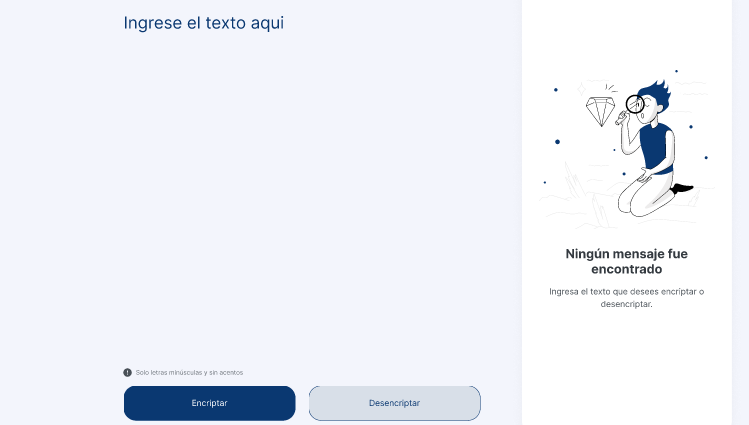 Ingrese el texto aqui
Solo letras minúsculas y sin acentos
Encriptar
Desencriptar
Ningún mensaje fue
encontrado
Ingresa el texto que desees encriptar o
desencriptar.